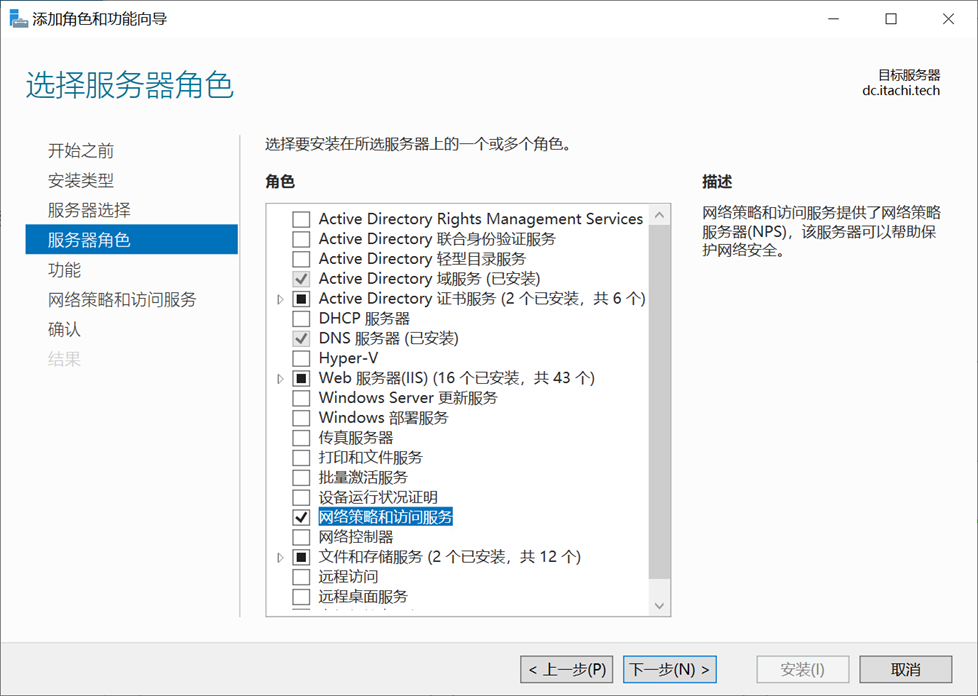 添加角色和功能向导
选择服务器角色
目标服务器
dc.itachi.tech
开始之前
安装类型
服务器选择
服务器角色
功能
网络策略和访问服务
确认
结果
选择要安装在所选服务器上的一个或多个角色。
角色
Active Directory Rights Management Services
Active Directory 联合身份验证服务
Active Directory 轻型目录服务
Active Directory 域服务 (已安装)
Active Directory 证书服务 (2 个已安装，共 6 个)
DHCP 服务器
DNS 服务器 (已安装)
Hyper-V
Web 服务器(IIS) (16 个已安装，共 43 个)
Windows Server 更新服务
Windows 部署服务
传真服务器
打印和文件服务
批量激活服务
设备运行状况证明
网络策略和访问服务
网络控制器
文件和存储服务 (2 个已安装，共 12 个)
远程访问
远程桌面服务
描述
网络策略和访问服务提供了网络策略
服务器(NPS)，该服务器可以帮助保
护网络安全。
< 上一步(P)
下一步(N) >
安装(I)
取消